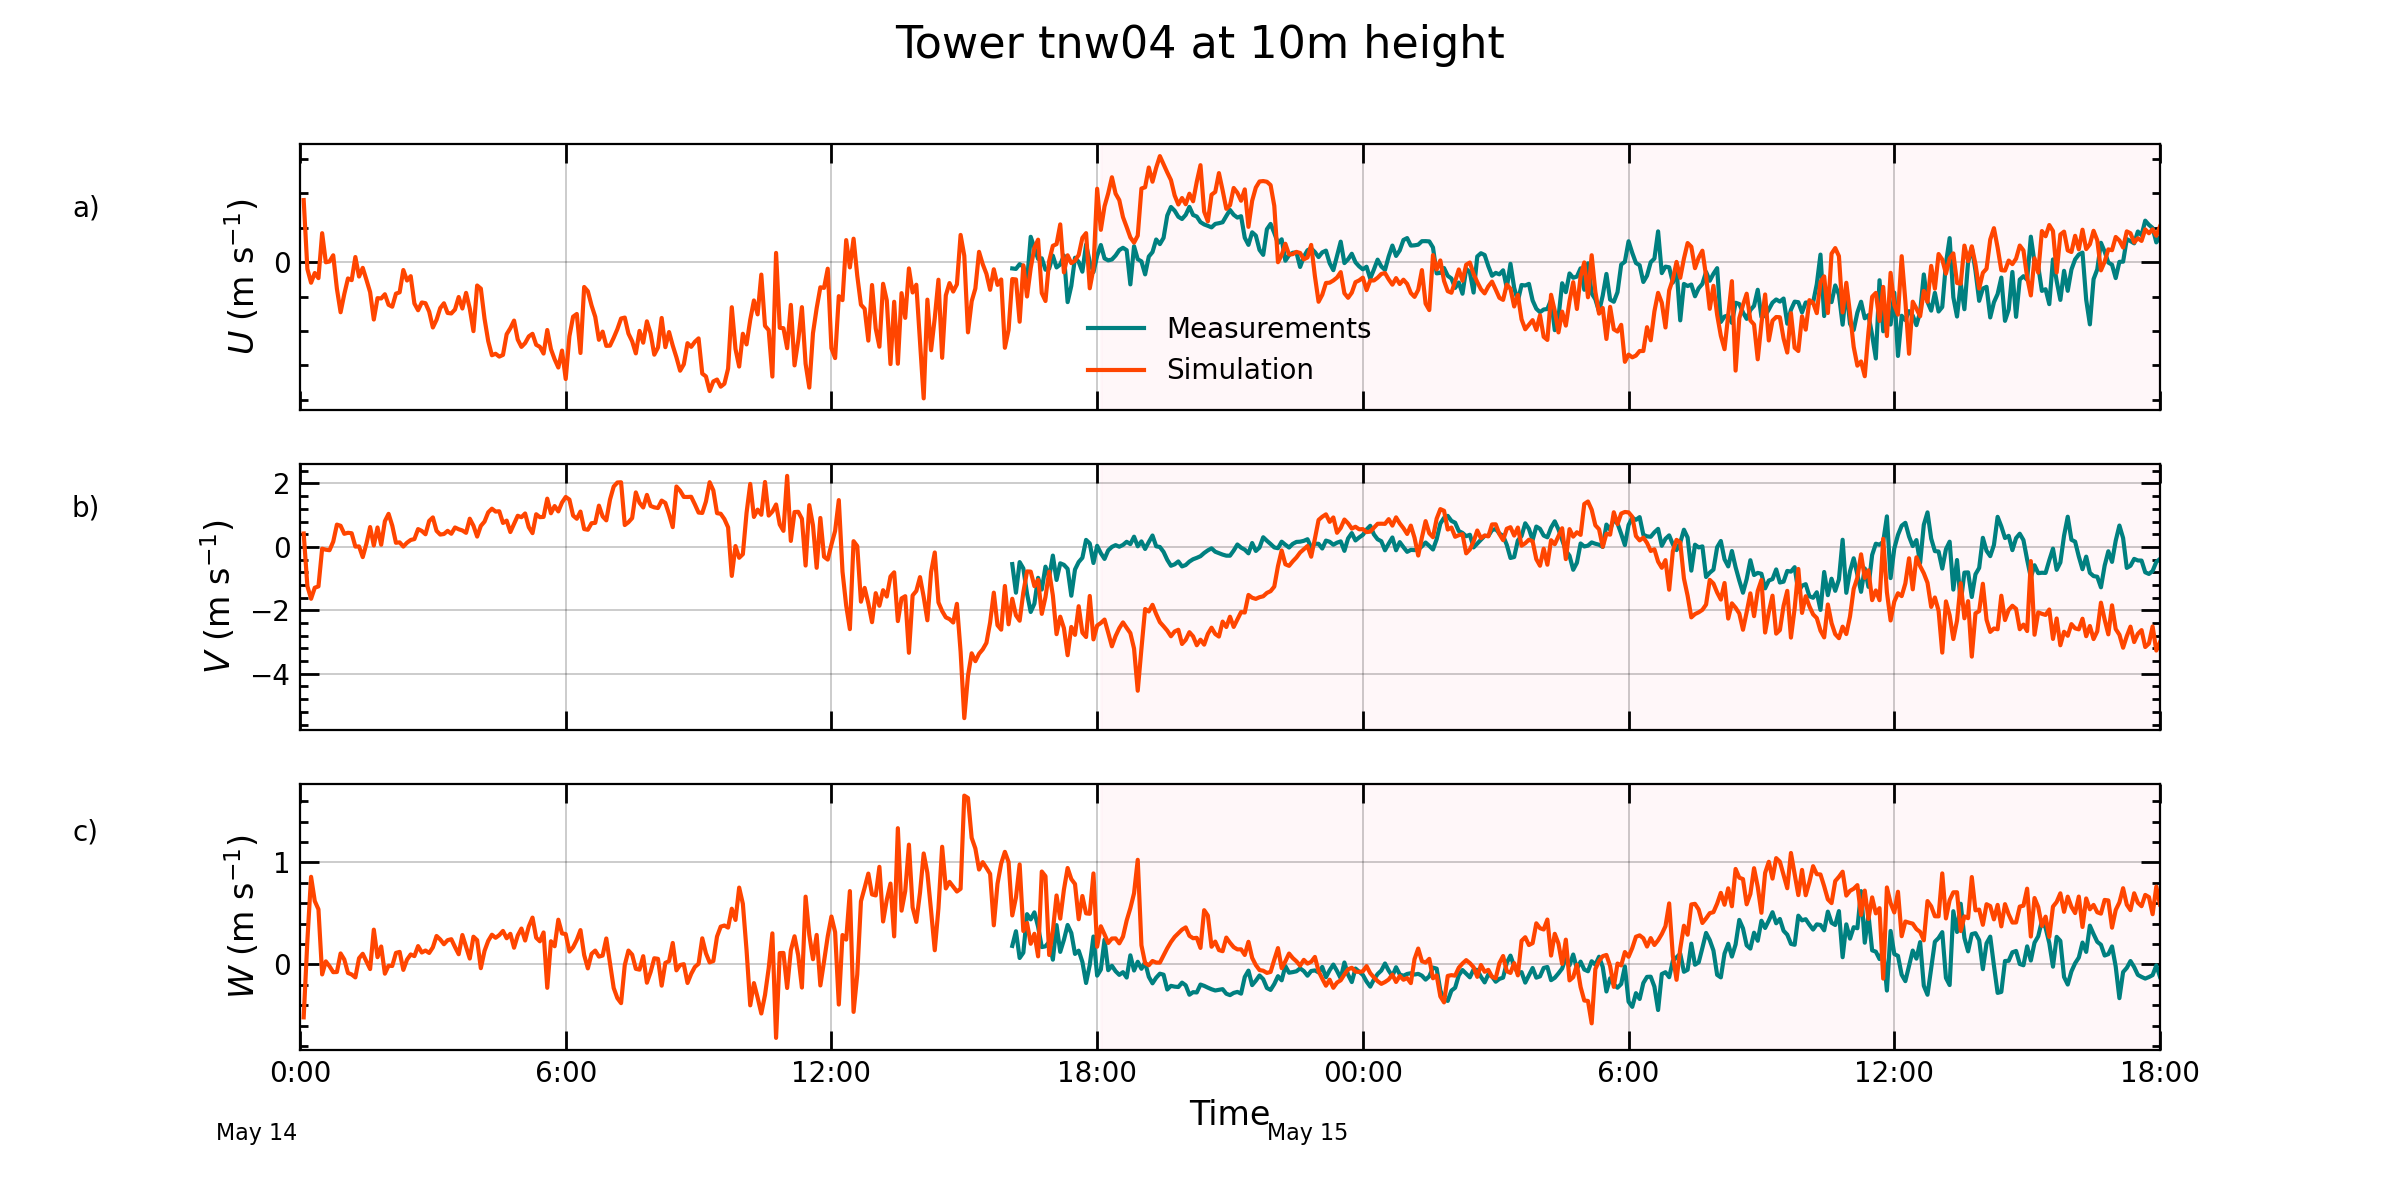 Tower tnw04 at 10m height
a)
U (m s⁻¹)
0
Measurements
Simulation
b)
V (m s⁻¹)
2
0
−2
−4
c)
W (m s⁻¹)
1
0
0:00 6:00 12:00 18:00 00:00 6:00 12:00 18:00
Time
May 14 May 15